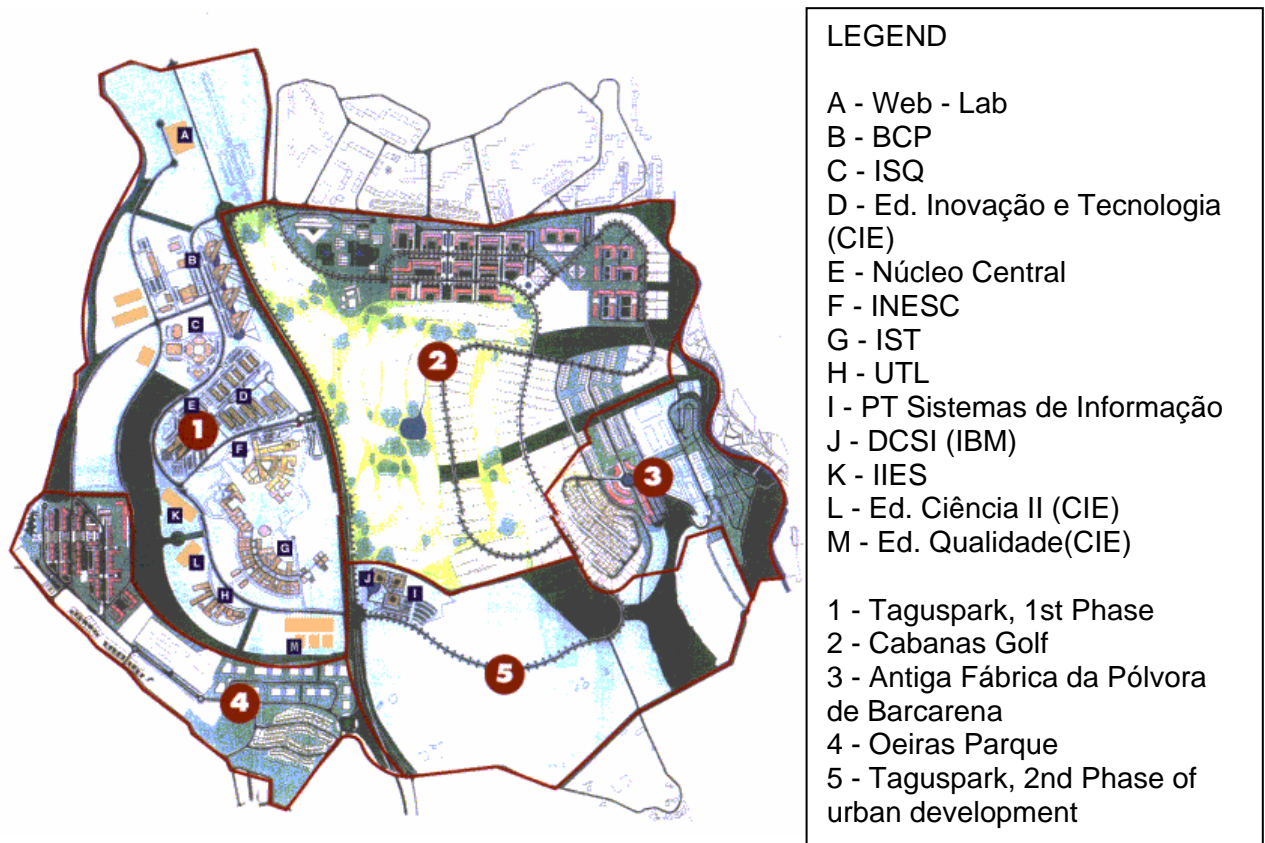 A
B
C
D
E
1
F
2
3
K
L
G
H
J
I
M
5
4
LEGEND
A - Web - Lab
B - BCP
C - ISQ
D - Ed. Inovação e Tecnologia
(CIE)
E - Núcleo Central
F - INESC
G - IST
H - UTL
I - PT Sistemas de Informação
J - DCSI (IBM)
K - IIES
L - Ed. Ciência II (CIE)
M - Ed. Qualidade(CIE)
1 - Taguspark, 1st Phase
2 - Cabanas Golf
3 - Antiga Fábrica da Pólvora
de Barcarena
4 - Oeiras Parque
5 - Taguspark, 2nd Phase of
urban development